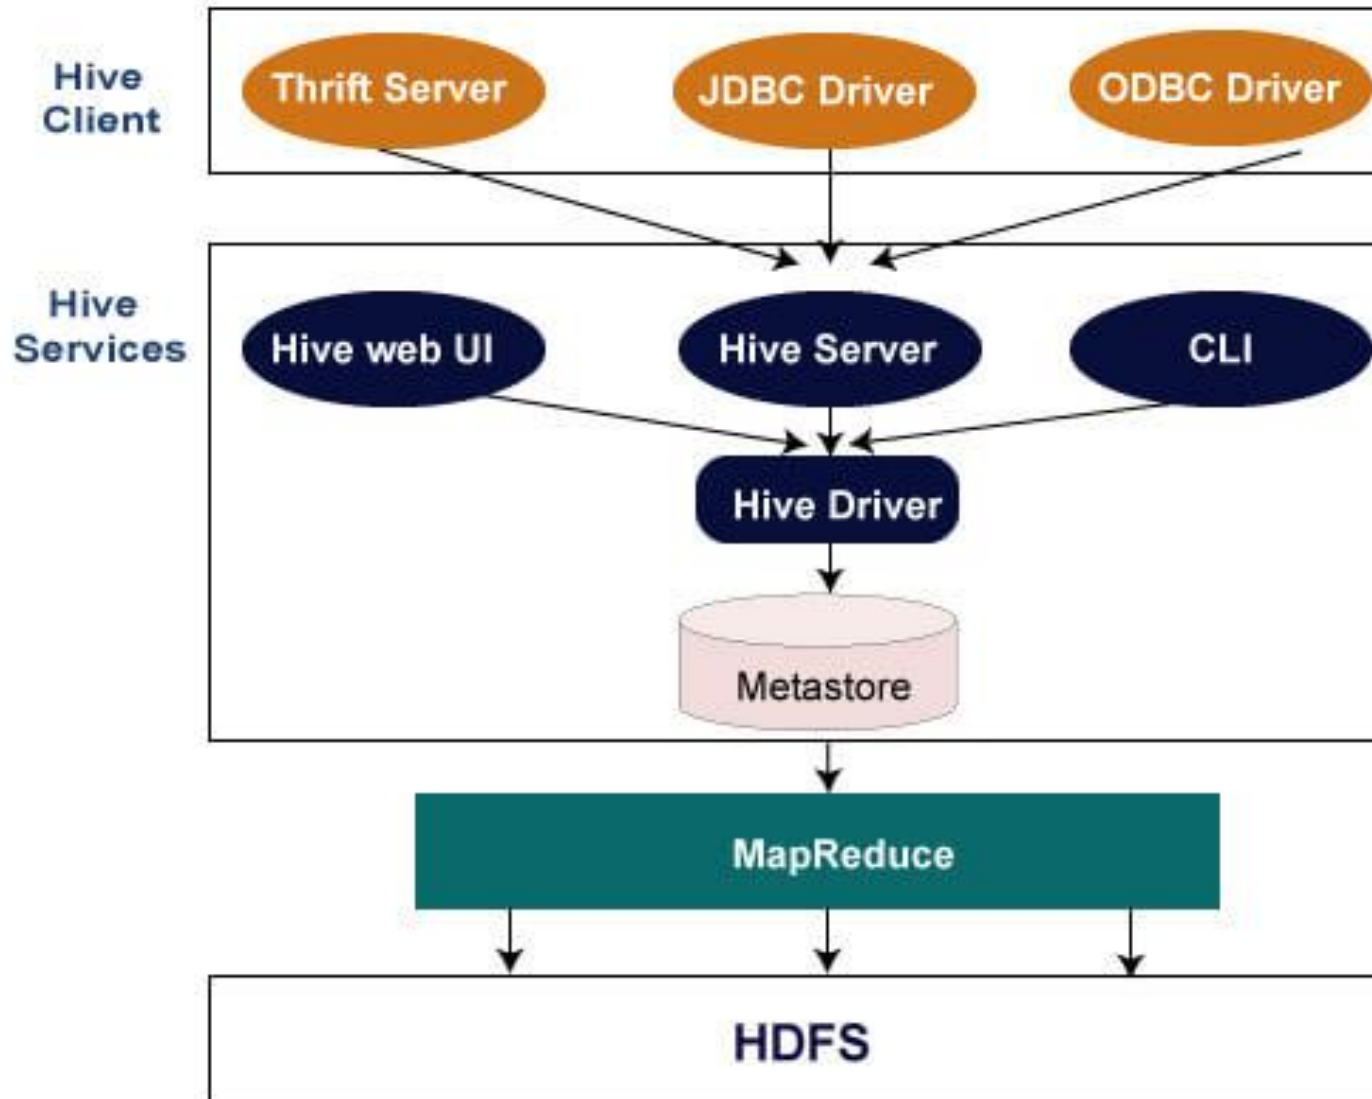 Hive
Client
Thrift Server
JDBC Driver
ODBC Driver
Hive
Services
Hive web UI
Hive Server
CLI
Hive Driver
Metastore
MapReduce
HDFS